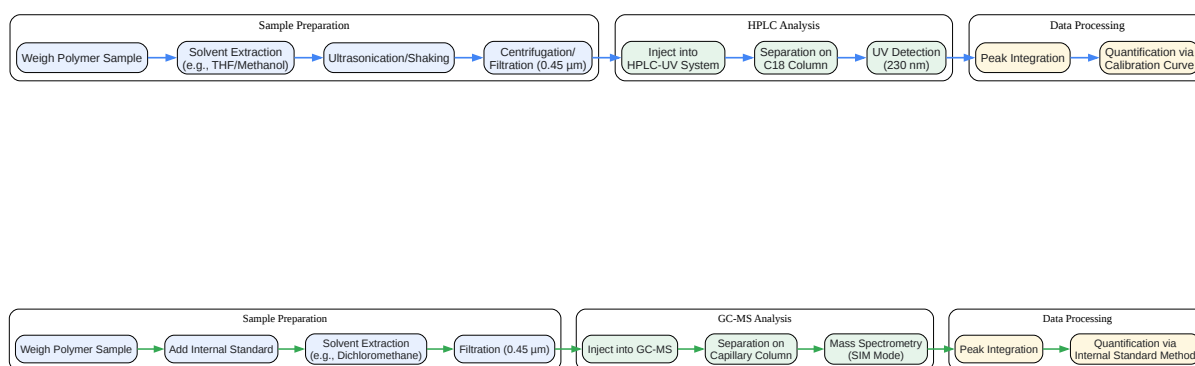 Sample Preparation
HPLC Analysis
Data Processing
Weigh Polymer Sample
Solvent Extraction
(e.g., THF/Methanol)
Ultrasonication/Shaking
Centrifugation/
Filtration (0.45 µm)
Inject into
HPLC-UV System
Separation on
C18 Column
UV Detection
(230 nm)
Peak Integration
Quantification via
Calibration Curve
Sample Preparation
GC-MS Analysis
Data Processing
Weigh Polymer Sample
Add Internal Standard
Solvent Extraction
(e.g., Dichloromethane)
Filtration (0.45 µm)
Inject into GC-MS
Separation on
Capillary Column
Mass Spectrometry
(SIM Mode)
Peak Integration
Quantification via
Internal Standard Method